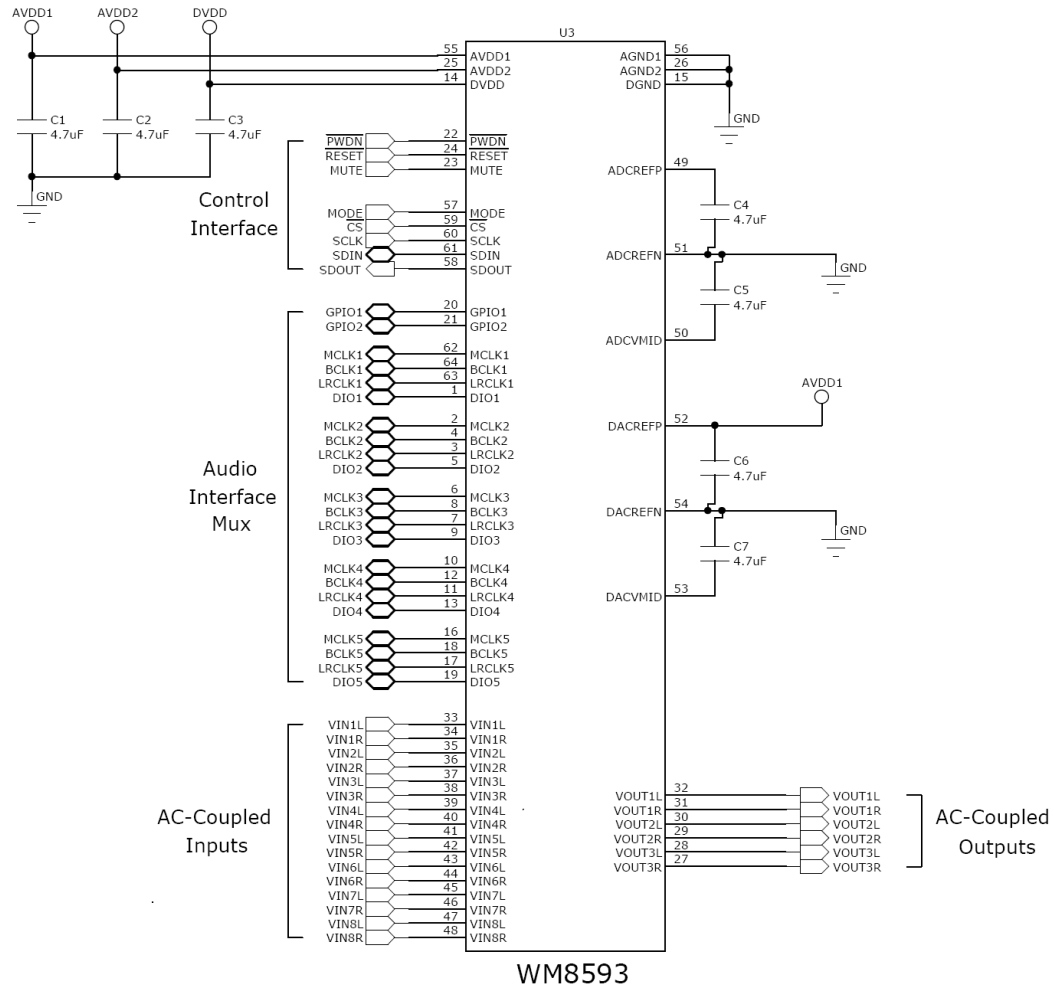 AVDD1 AVDD2 DVDD
U3
55 AVDD1 AGND1 56
25 AVDD2 AGND2 26
14 DVDD DGND 15
C1 4.7uF C2 4.7uF C3 4.7uF
GND
GND
Control
Interface
PWDN 22 PWDN
RESET 24 RESET
MUTE 23 MUTE
MODE 57 MODE
CS 59 CS
SCLK 60 SCLK
SDIN 61 SDIN
SDOUT 58 SDOUT
Audio
Interface
Mux
GPIO1 20 GPIO1
GPIO2 21 GPIO2
MCLK1 62 MCLK1
BCLK1 64 BCLK1
LRCLK1 63 LRCLK1
DIO1 1 DIO1
MCLK2 2 MCLK2
BCLK2 4 BCLK2
LRCLK2 3 LRCLK2
DIO2 5 DIO2
MCLK3 6 MCLK3
BCLK3 8 BCLK3
LRCLK3 7 LRCLK3
DIO3 9 DIO3
MCLK4 10 MCLK4
BCLK4 12 BCLK4
LRCLK4 11 LRCLK4
DIO4 13 DIO4
MCLK5 16 MCLK5
BCLK5 18 BCLK5
LRCLK5 17 LRCLK5
DIO5 19 DIO5
AC-Coupled
Inputs
VIN1L 33 VIN1L
VIN1R 34 VIN1R
VIN2L 35 VIN2L
VIN2R 36 VIN2R
VIN3L 37 VIN3L
VIN3R 38 VIN3R
VIN4L 39 VIN4L
VIN4R 40 VIN4R
VIN5L 41 VIN5L
VIN5R 42 VIN5R
VIN6L 43 VIN6L
VIN6R 44 VIN6R
VIN7L 45 VIN7L
VIN7R 46 VIN7R
VIN8L 47 VIN8L
VIN8R 48 VIN8R
ADCREFP 49
C4
4.7uF
ADCREFN 51
GND
C5
4.7uF
ADCVMID 50
AVDD1
DACREFP 52
C6
4.7uF
DACREFN 54
GND
C7
4.7uF
DACVMID 53
VOUT1L 32 VOUT1L
VOUT1R 31 VOUT1R
VOUT2L 30 VOUT2L
VOUT2R 29 VOUT2R
VOUT3L 28 VOUT3L
VOUT3R 27 VOUT3R
AC-Coupled
Outputs
WM8593